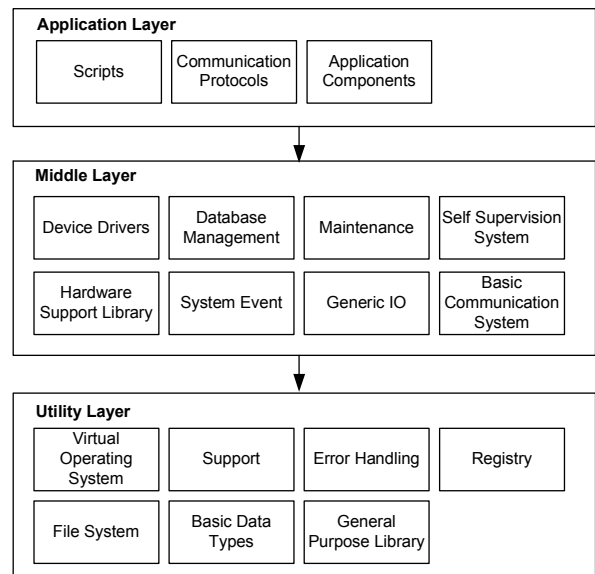 Application Layer
Scripts
Communication
Protocols
Application
Components
Middle Layer
Device Drivers
Database
Management
Maintenance
Self Supervision
System
Hardware
Support Library
System Event
Generic IO
Basic
Communication
System
Utility Layer
Virtual
Operating
System
Support
Error Handling
Registry
File System
Basic Data
Types
General
Purpose Library